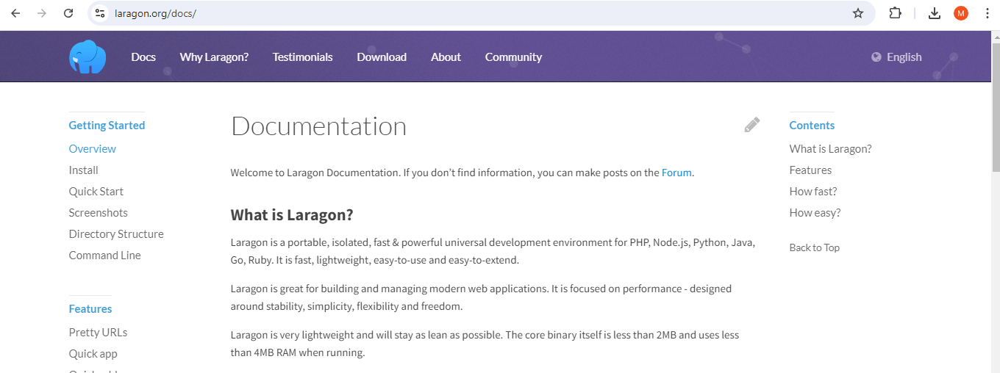 laragon.org/docs/
M
Docs
Why Laragon?
Testimonials
Download
About
Community
English
Getting Started
Overview
Install
Quick Start
Screenshots
Directory Structure
Command Line
Features
Pretty URLs
Quick app
Documentation
Welcome to Laragon Documentation. If you don’t find information, you can make posts on the Forum.
What is Laragon?
Laragon is a portable, isolated, fast & powerful universal development environment for PHP, Node.js, Python, Java,
Go, Ruby. It is fast, lightweight, easy-to-use and easy-to-extend.
Laragon is great for building and managing modern web applications. It is focused on performance - designed
around stability, simplicity, flexibility and freedom.
Laragon is very lightweight and will stay as lean as possible. The core binary itself is less than 2MB and uses less
than 4MB RAM when running.
Contents
What is Laragon?
Features
How fast?
How easy?
Back to Top